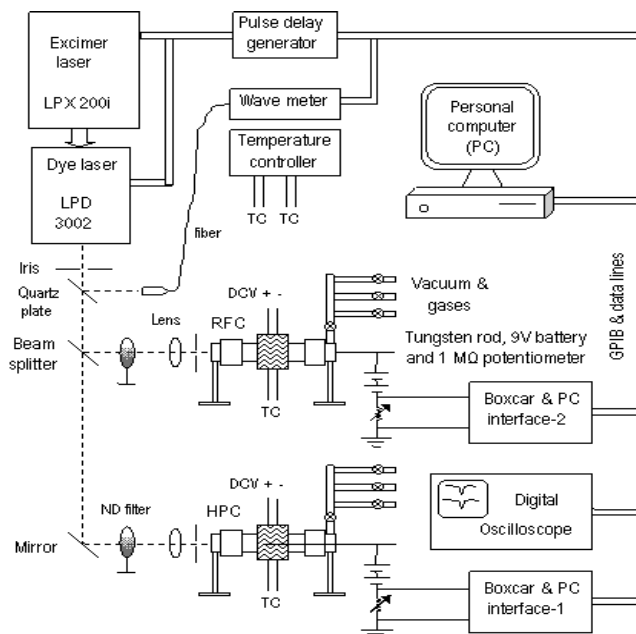 Excimer
laser
LPX 200i
Pulse delay
generator
Wave meter
Temperature
controller
TC TC
Personal
computer
(PC)
Dye laser
LPD
3002
fiber
Iris
Quartz
plate
GPIB & data lines
DCV + -
Vacuum &
gases
Lens
RFC
Beam
splitter
Tungsten rod, 9V battery
and 1 MΩ potentiometer
TC
Boxcar & PC
interface-2
DCV + -
ND filter
HPC
Mirror
Digital
Oscilloscope
TC
Boxcar & PC
interface-1